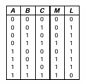 A B C M L
0 0 0 0 0
0 0 1 0 1
0 1 0 0 1
0 1 1 1 1
1 0 0 0 1
1 0 1 1 1
1 1 0 1 1
1 1 1 1 0